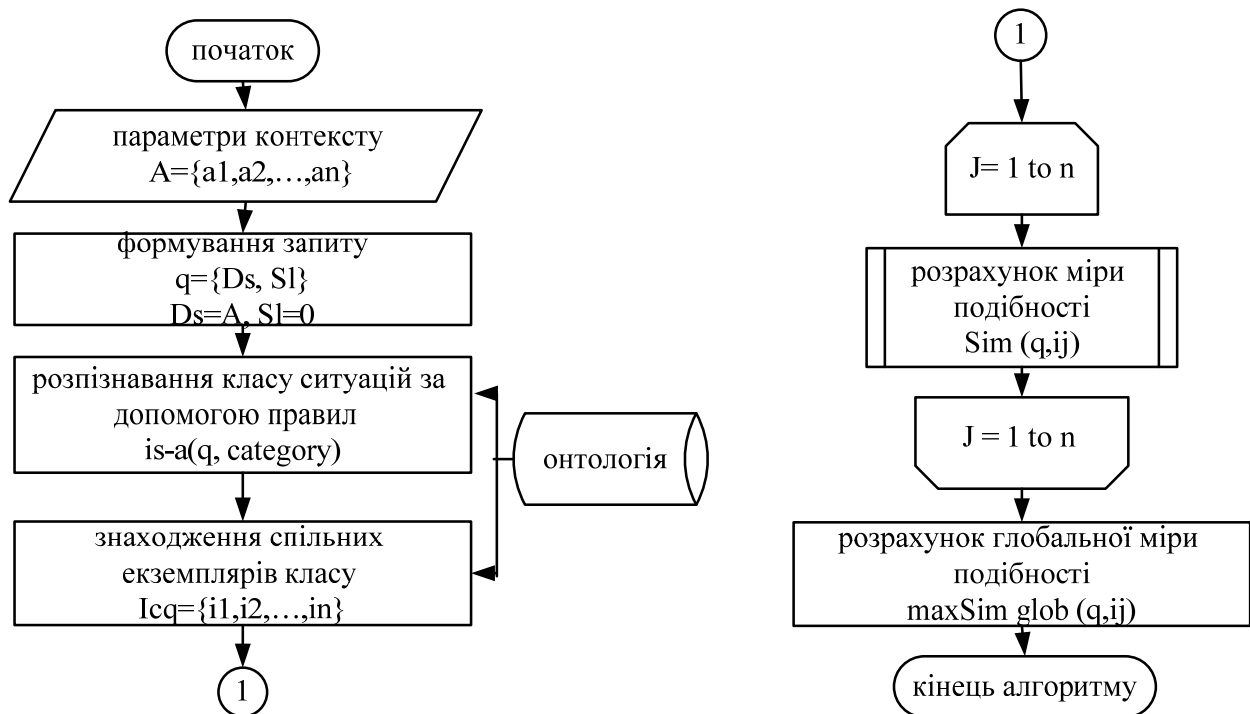 початок
параметри контексту
A={a1,a2,…,an}
формування запиту
q={Ds, Sl}
Ds=A, Sl=0
розпізнавання класу ситуацій за
допомогою правил
is-a(q, category)
онтологія
знаходження спільних
екземплярів класу
Icq={i1,i2,…,in}
1
1
J= 1 to n
розрахунок міри
подібності
Sim (q,ij)
J = 1 to n
розрахунок глобальної міри
подібності
maxSim glob (q,ij)
кінець алгоритму